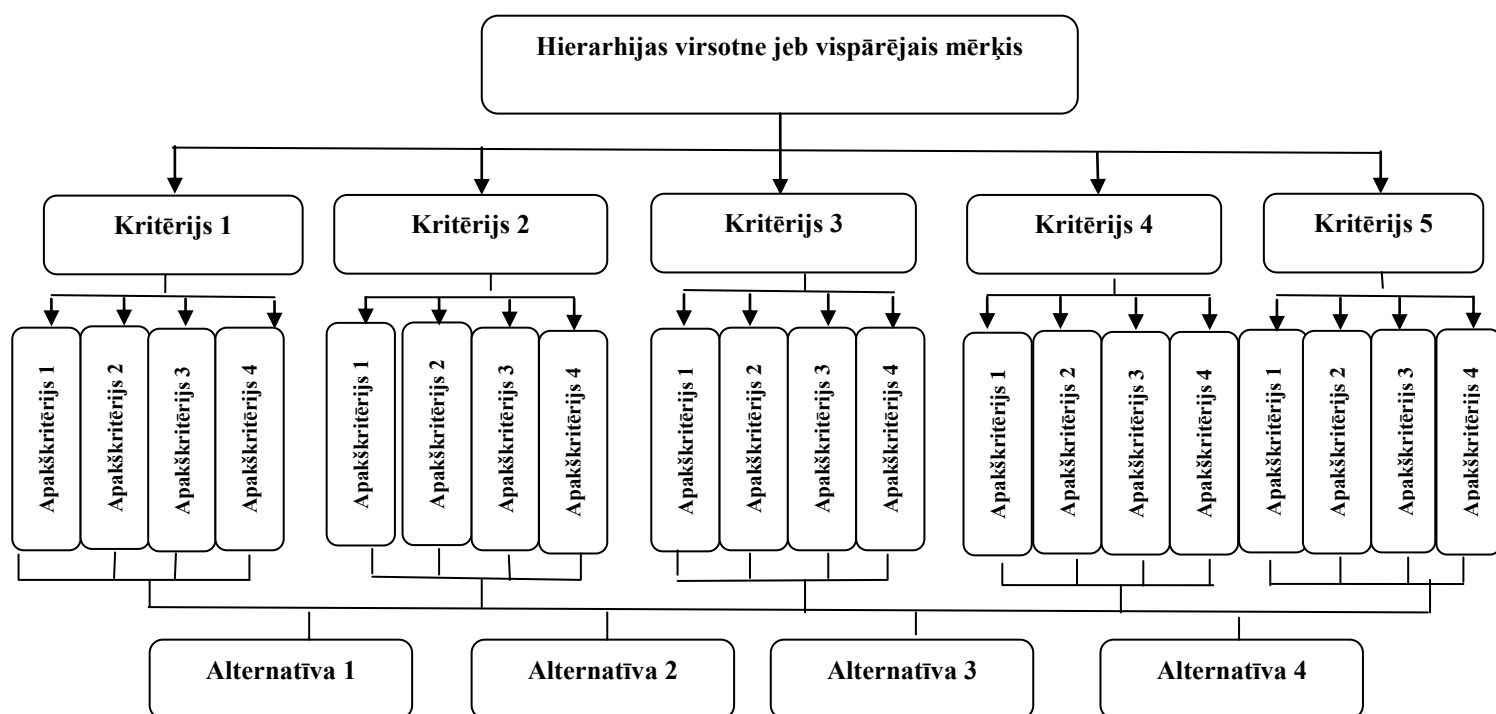 Hierarhijas virsotne jeb vispārējais mērķis
Kritērijs 1
Kritērijs 2
Kritērijs 3
Kritērijs 4
Kritērijs 5
Apakškritērijs 1
Apakškritērijs 2
Apakškritērijs 3
Apakškritērijs 4
Apakškritērijs 1
Apakškritērijs 2
Apakškritērijs 3
Apakškritērijs 4
Apakškritērijs 1
Apakškritērijs 2
Apakškritērijs 3
Apakškritērijs 4
Apakškritērijs 1
Apakškritērijs 2
Apakškritērijs 3
Apakškritērijs 4
Apakškritērijs 1
Apakškritērijs 2
Apakškritērijs 3
Apakškritērijs 4
Alternatīva 1
Alternatīva 2
Alternatīva 3
Alternatīva 4